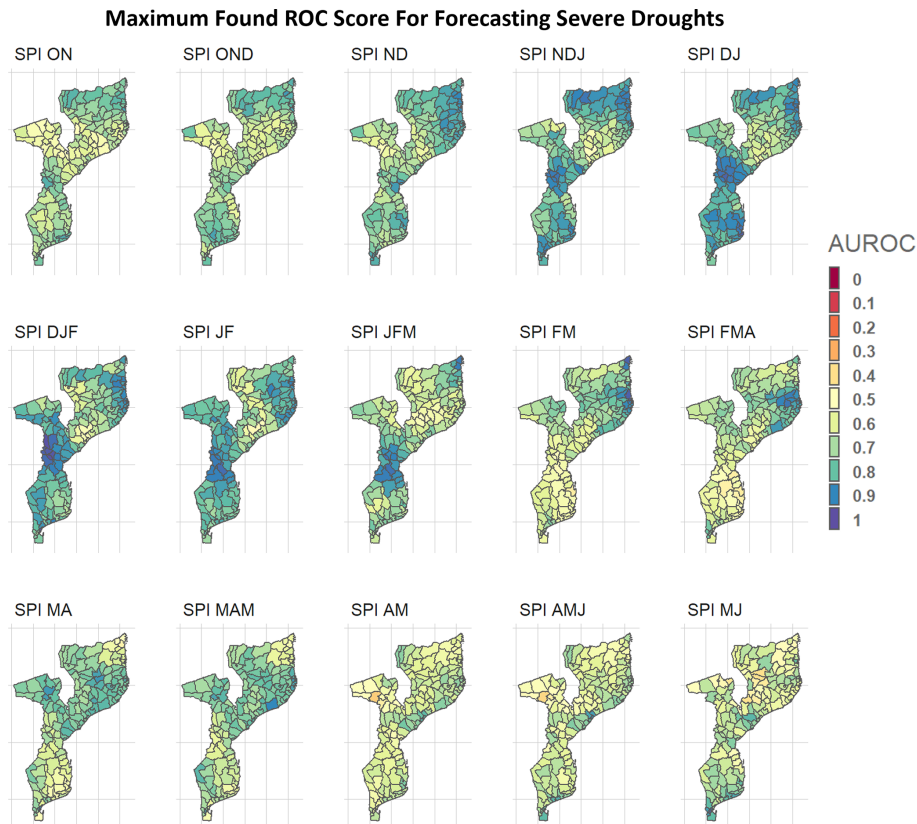 Maximum Found ROC Score For Forecasting Severe Droughts
SPI ON
SPI OND
SPI ND
SPI NDJ
SPI DJ
SPI DJF
SPI JF
SPI JFM
SPI FM
SPI FMA
SPI MA
SPI MAM
SPI AM
SPI AMJ
SPI MJ
AUROC
0
0.1
0.2
0.3
0.4
0.5
0.6
0.7
0.8
0.9
1